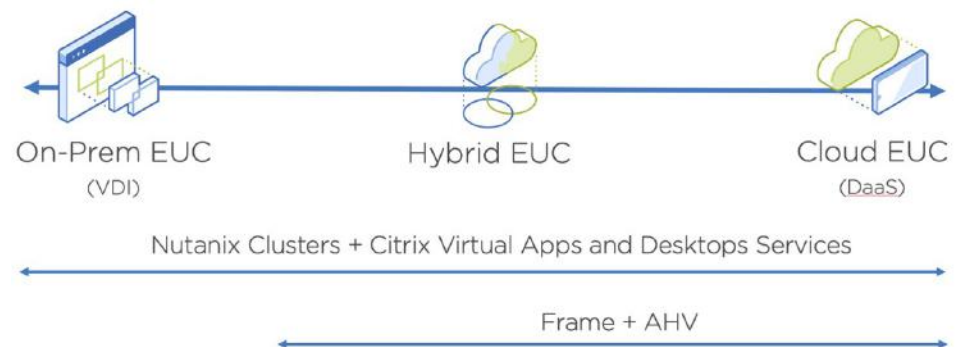 On-Prem EUC
(VDI)
Hybrid EUC
Cloud EUC
(DaaS)
Nutanix Clusters + Citrix Virtual Apps and Desktops Services
Frame + AHV